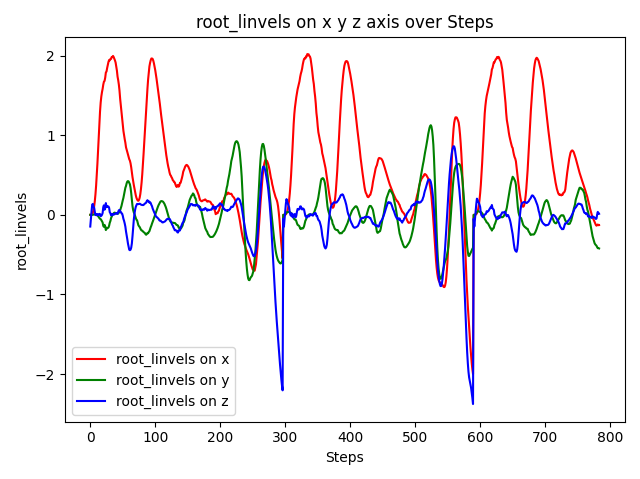 root_linvels on x y z axis over Steps
2
1
0
−1
−2
root_linvels
root_linvels on x
root_linvels on y
root_linvels on z
0 100 200 300 400 500 600 700 800
Steps